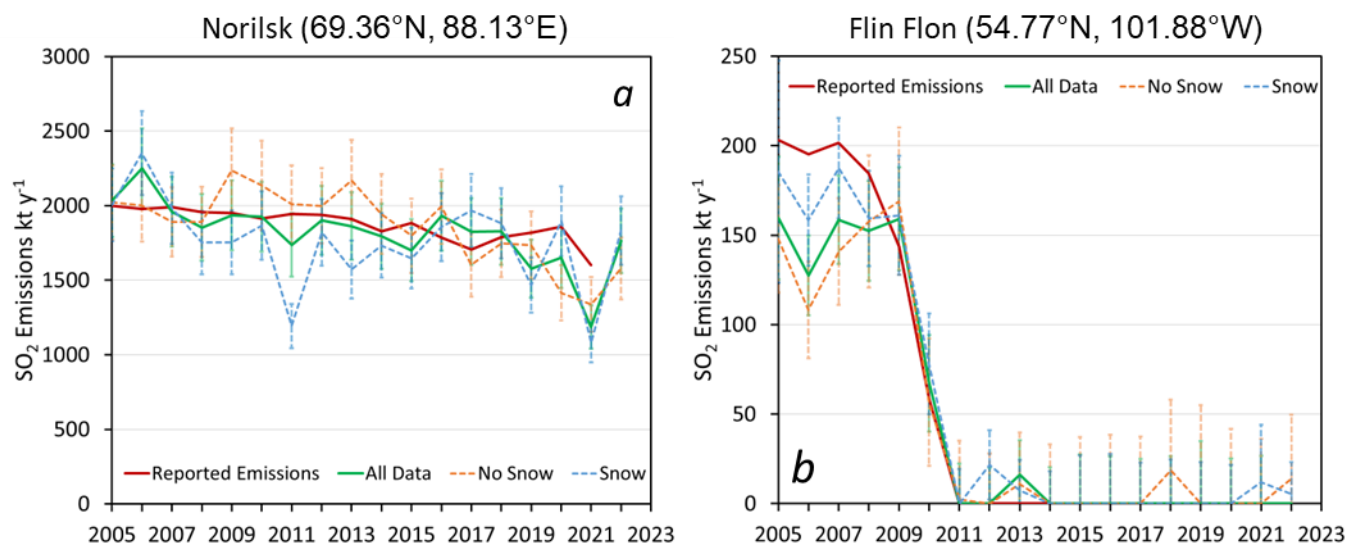 Norilsk (69.36°N, 88.13°E)
3000
2500
2000
1500
1000
500
0
SO₂ Emissions kt y⁻¹
a
Reported Emissions All Data No Snow Snow
2005 2007 2009 2011 2013 2015 2017 2019 2021 2023
Flin Flon (54.77°N, 101.88°W)
250
200
150
100
50
0
SO₂ Emissions kt y⁻¹
Reported Emissions All Data No Snow Snow
b
2005 2007 2009 2011 2013 2015 2017 2019 2021 2023